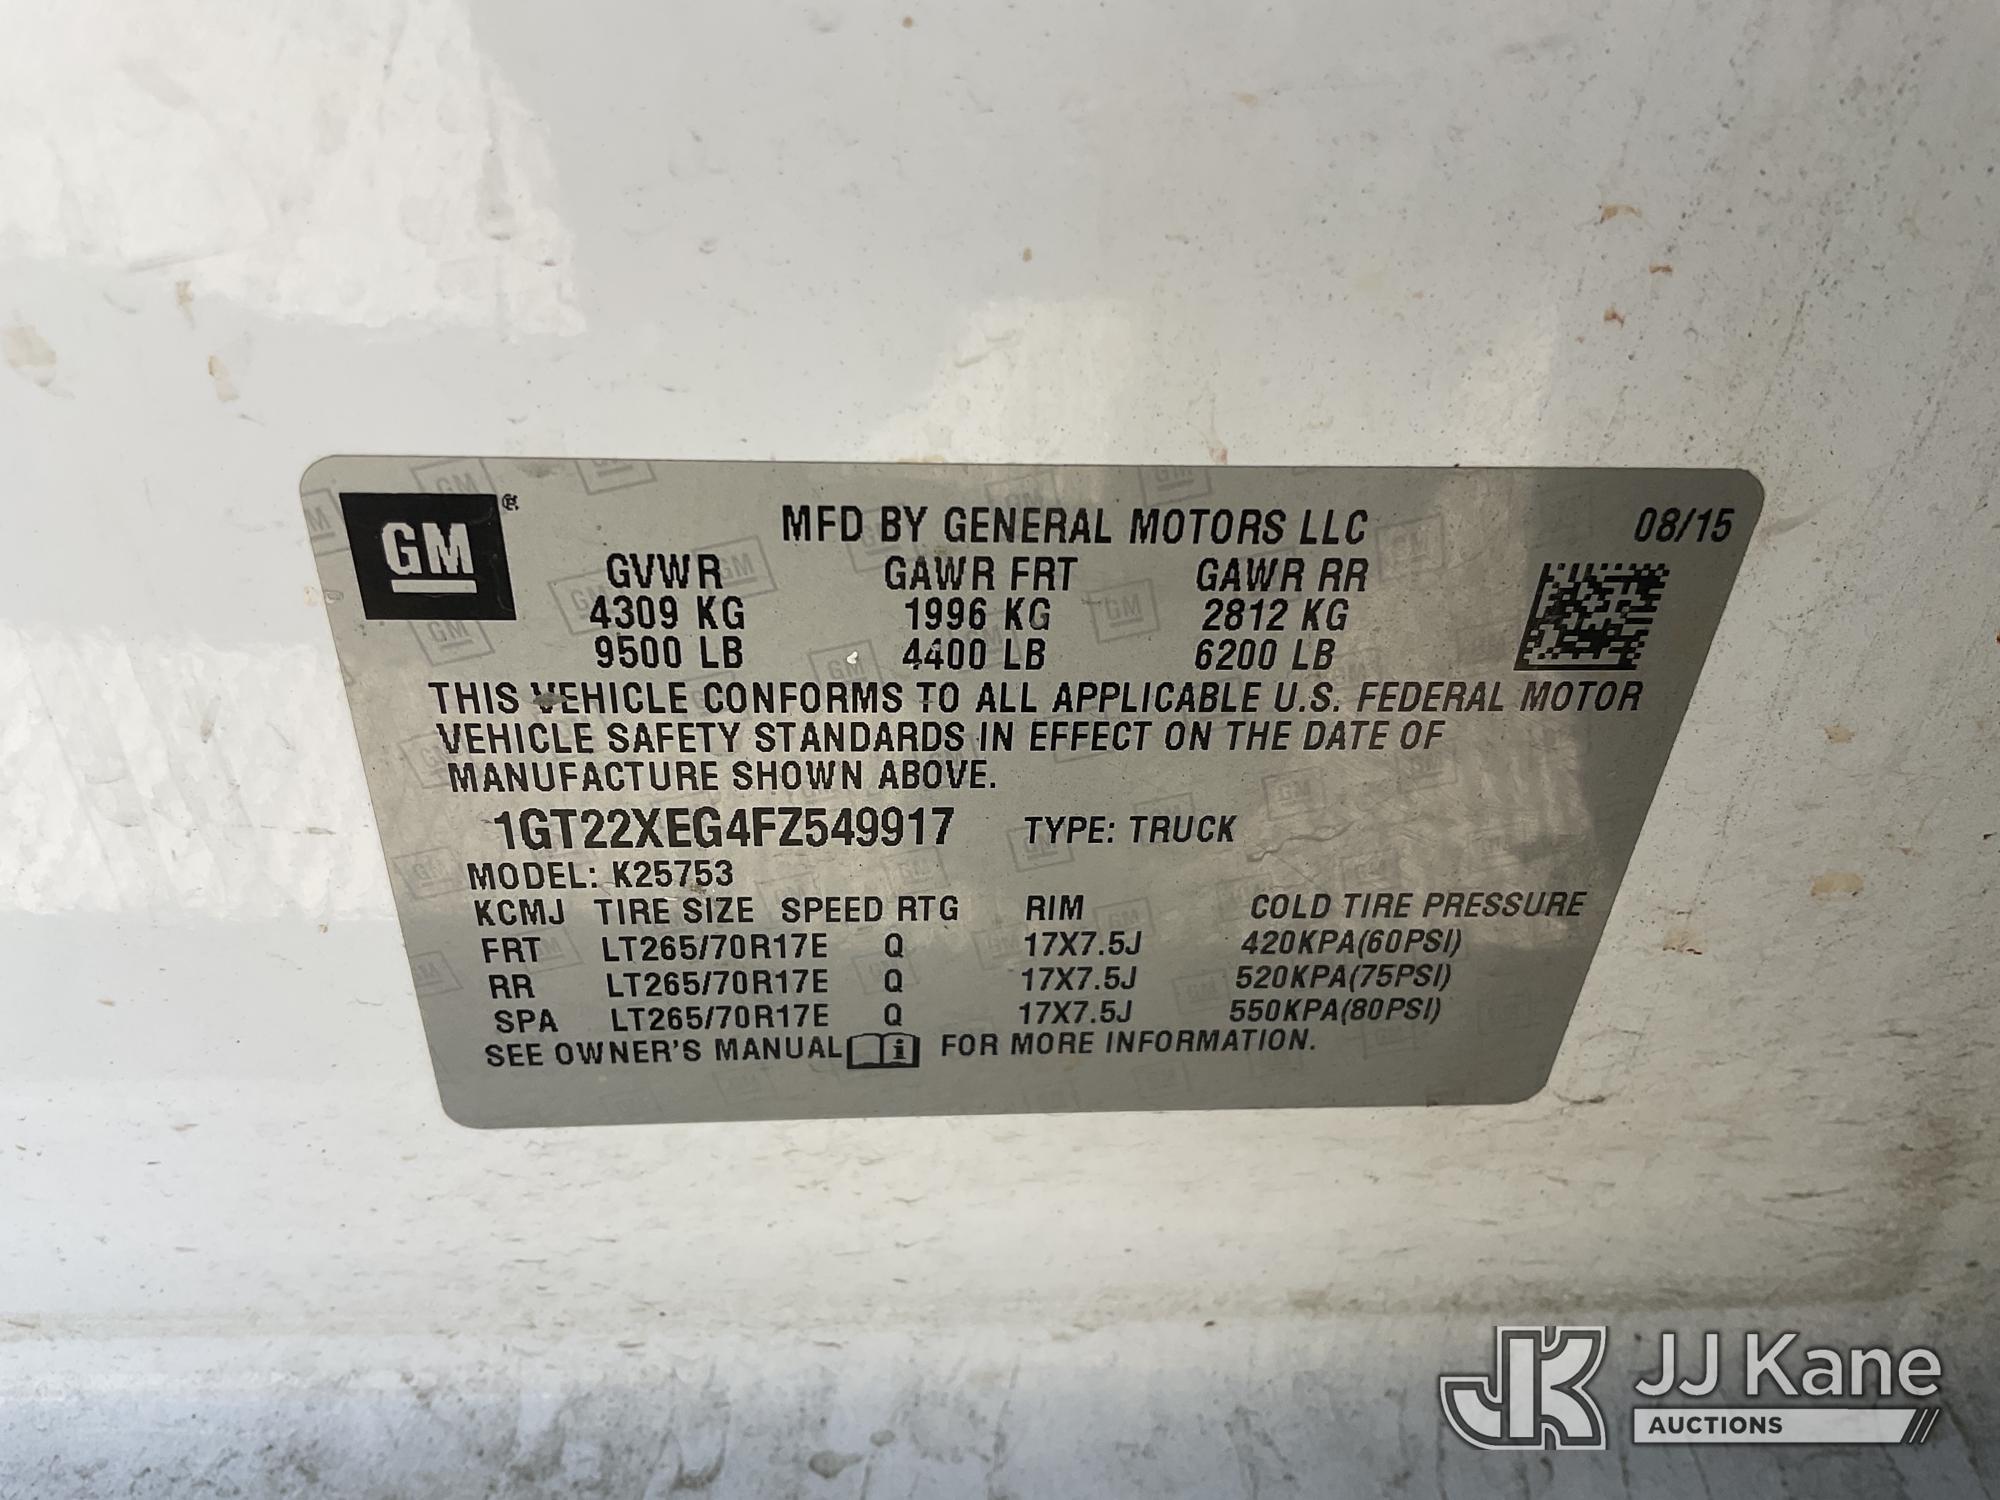 GM®
MFD BY GENERAL MOTORS LLC 08/15
GVWR GAWR FRT GAWR RR
4309 KG 1996 KG 2812 KG
9500 LB 4400 LB 6200 LB
THIS VEHICLE CONFORMS TO ALL APPLICABLE U.S. FEDERAL MOTOR
VEHICLE SAFETY STANDARDS IN EFFECT ON THE DATE OF
MANUFACTURE SHOWN ABOVE.
1GT22XEG4FZ549917 TYPE: TRUCK
MODEL: K25753
KCMJ TIRE SIZE SPEED RTG RIM COLD TIRE PRESSURE
FRT LT265/70R17E Q 17X7.5J 420KPA(60PSI)
RR LT265/70R17E Q 17X7.5J 520KPA(75PSI)
SPA LT265/70R17E Q 17X7.5J 550KPA(80PSI)
SEE OWNER'S MANUAL i FOR MORE INFORMATION.
JK JJ Kane
AUCTIONS